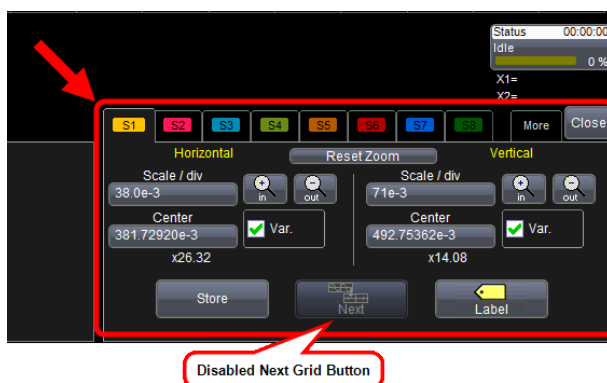 Status 00:00:00
Idle
0 %
X1=
X2=
S1 S2 S3 S4 S5 S6 S7 S8 More Close
Horizontal Reset Zoom Vertical
Scale / div Scale / div
38.0e-3 in out 71e-3 in out
Center Center
381.72920e-3 Var. 492.75362e-3 Var.
x26.32 x14.08
Store Next Label
Disabled Next Grid Button